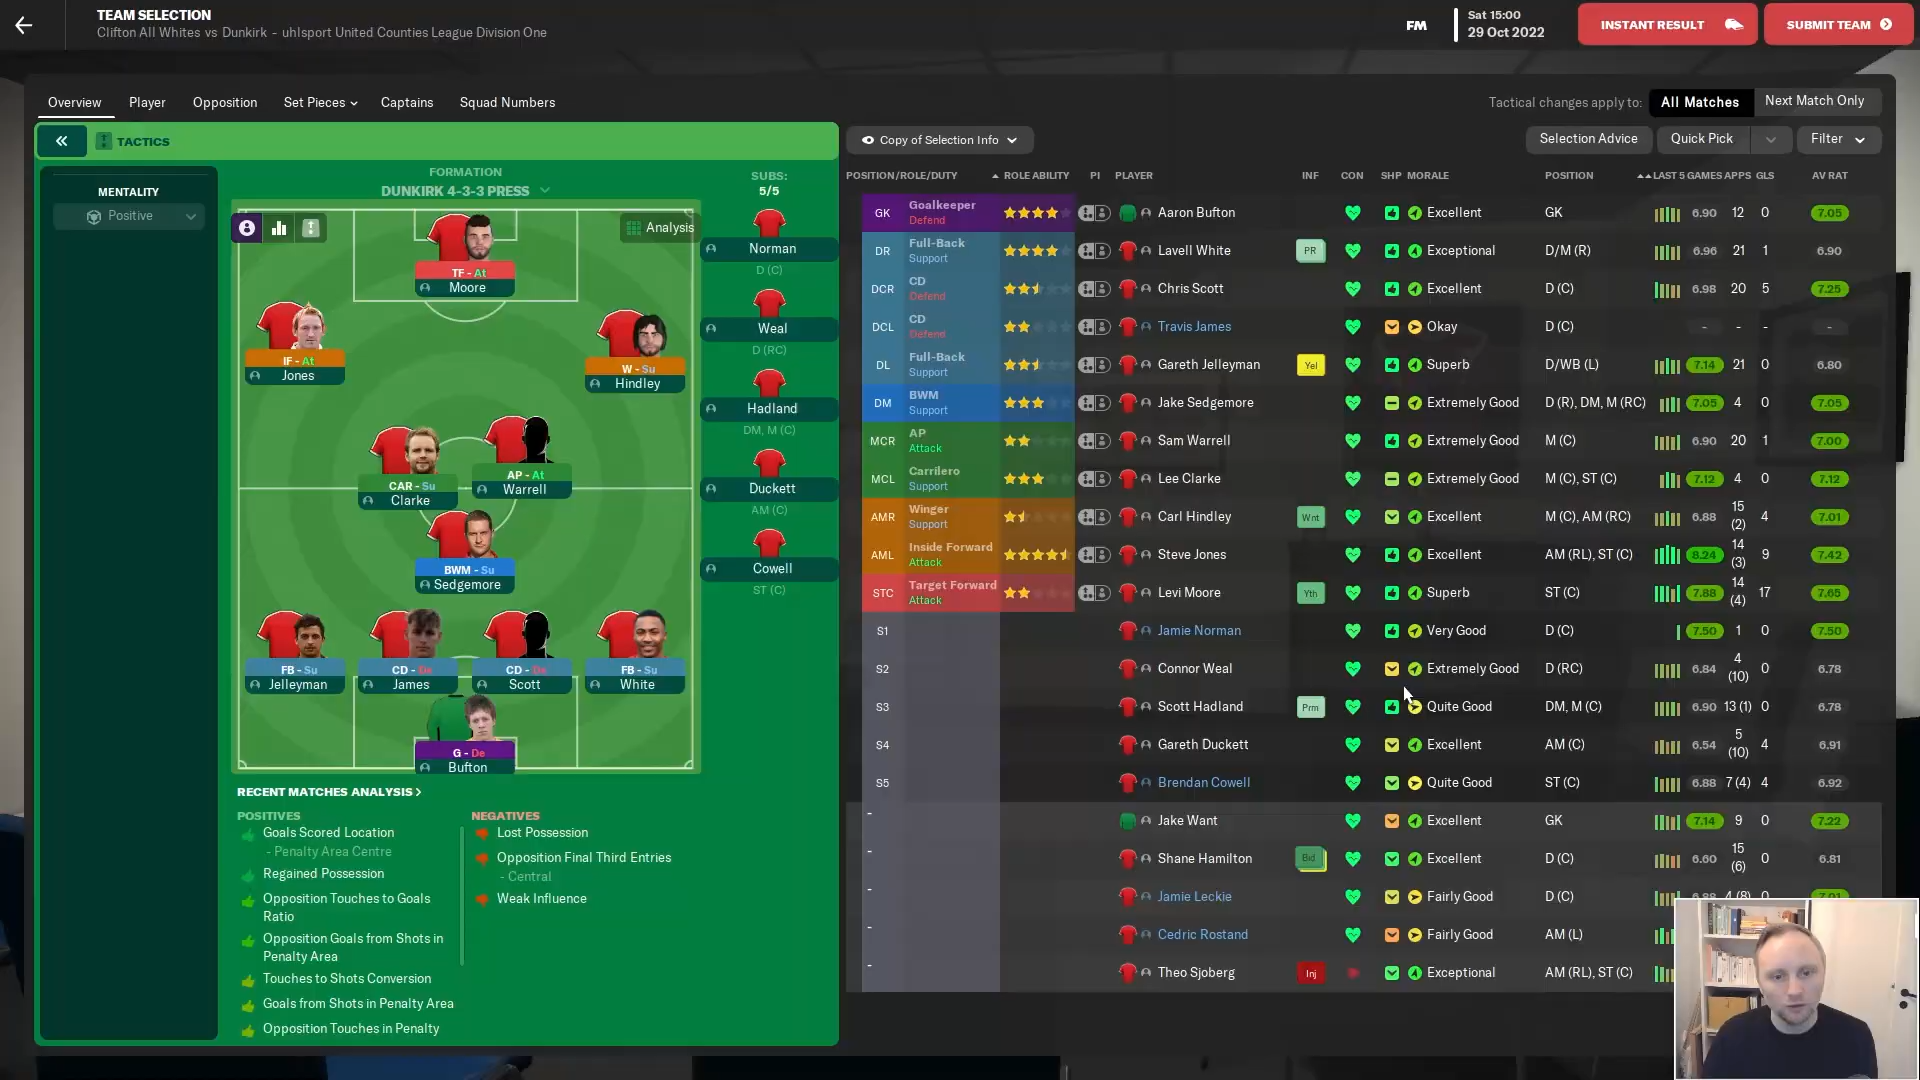 TEAM SELECTION
Clifton All Whites vs Dunkirk - uhlsport United Counties League Division One
FM
Sat 15:00
29 Oct 2022
INSTANT RESULT
SUBMIT TEAM
Overview Player Opposition Set Pieces Captains Squad Numbers
Tactical changes apply to: All Matches Next Match Only
TACTICS
MENTALITY
Positive
FORMATION
DUNKIRK 4-3-3 PRESS
Analysis
TF - At
Moore
IF - At
Jones
W - Su
Hindley
CAR - Su
Clarke
AP - At
Warrell
BWM - Su
Sedgemore
FB - Su
Jelleyman
CD - De
James
CD - De
Scott
FB - Su
White
G - De
Bufton
SUBS:
5/5
Norman
D (C)
Weal
D (RC)
Hadland
DM, M (C)
Duckett
AM (C)
Cowell
ST (C)
RECENT MATCHES ANALYSIS >
POSITIVES
Goals Scored Location
- Penalty Area Centre
Regained Possession
Opposition Touches to Goals
Ratio
Opposition Goals from Shots in
Penalty Area
Touches to Shots Conversion
Goals from Shots in Penalty Area
Opposition Touches in Penalty
NEGATIVES
Lost Possession
Opposition Final Third Entries
- Central
Weak Influence
Copy of Selection Info
Selection Advice Quick Pick Filter
POSITION/ROLE/DUTY ROLE ABILITY PI PLAYER INF CON SHP MORALE POSITION LAST 5 GAMES APPS GLS AV RAT
GK Goalkeeper Defend Aaron Bufton Excellent GK 6.90 12 0 7.05
DR Full-Back Support Lavell White PR Exceptional D/M (R) 6.96 21 1 6.90
DCR CD Defend Chris Scott Excellent D (C) 6.98 20 5 7.25
DCL CD Defend Travis James Okay D (C) - - - -
DL Full-Back Support Gareth Jelleyman Yel Superb D/WB (L) 7.14 21 0 6.80
DM BWM Support Jake Sedgemore Extremely Good D (R), DM, M (RC) 7.05 4 0 7.05
MCR AP Attack Sam Warrell Extremely Good M (C) 6.90 20 1 7.00
MCL Carrilero Support Lee Clarke Extremely Good M (C), ST (C) 7.12 4 0 7.12
AMR Winger Support Carl Hindley Wnt Excellent M (C), AM (RC) 6.88 15 (2) 4 7.01
AML Inside Forward Attack Steve Jones Excellent AM (RL), ST (C) 8.24 14 (3) 9 7.42
STC Target Forward Attack Levi Moore Yth Superb ST (C) 7.88 14 (4) 17 7.65
S1 Jamie Norman Very Good D (C) 7.50 1 0 7.50
S2 Connor Weal Extremely Good D (RC) 6.84 4 (10) 0 6.78
S3 Scott Hadland Prm Quite Good DM, M (C) 6.90 13 (1) 0 6.78
S4 Gareth Duckett Excellent AM (C) 6.54 5 (10) 4 6.91
S5 Brendan Cowell Quite Good ST (C) 6.88 7 (4) 4 6.92
- Jake Want Excellent GK 7.14 9 0 7.22
- Shane Hamilton Bid Excellent D (C) 6.60 15 (6) 0 6.81
- Jamie Leckie Fairly Good D (C)
- Cedric Rostand Fairly Good AM (L)
- Theo Sjoberg Inj Exceptional AM (RL), ST (C)